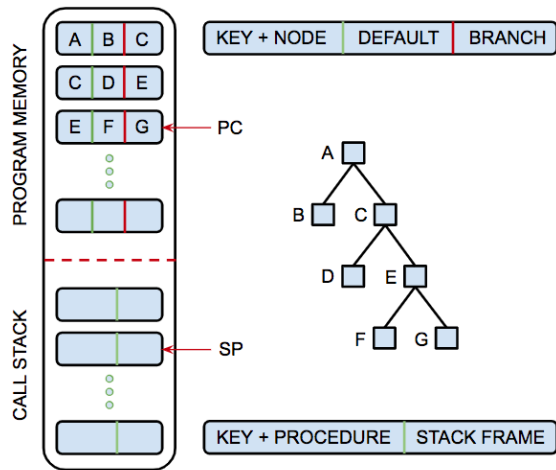 PROGRAM MEMORY
A B C
C D E
E F G
PC
CALL STACK
SP
KEY + NODE DEFAULT BRANCH
A
B C
D E
F G
KEY + PROCEDURE STACK FRAME